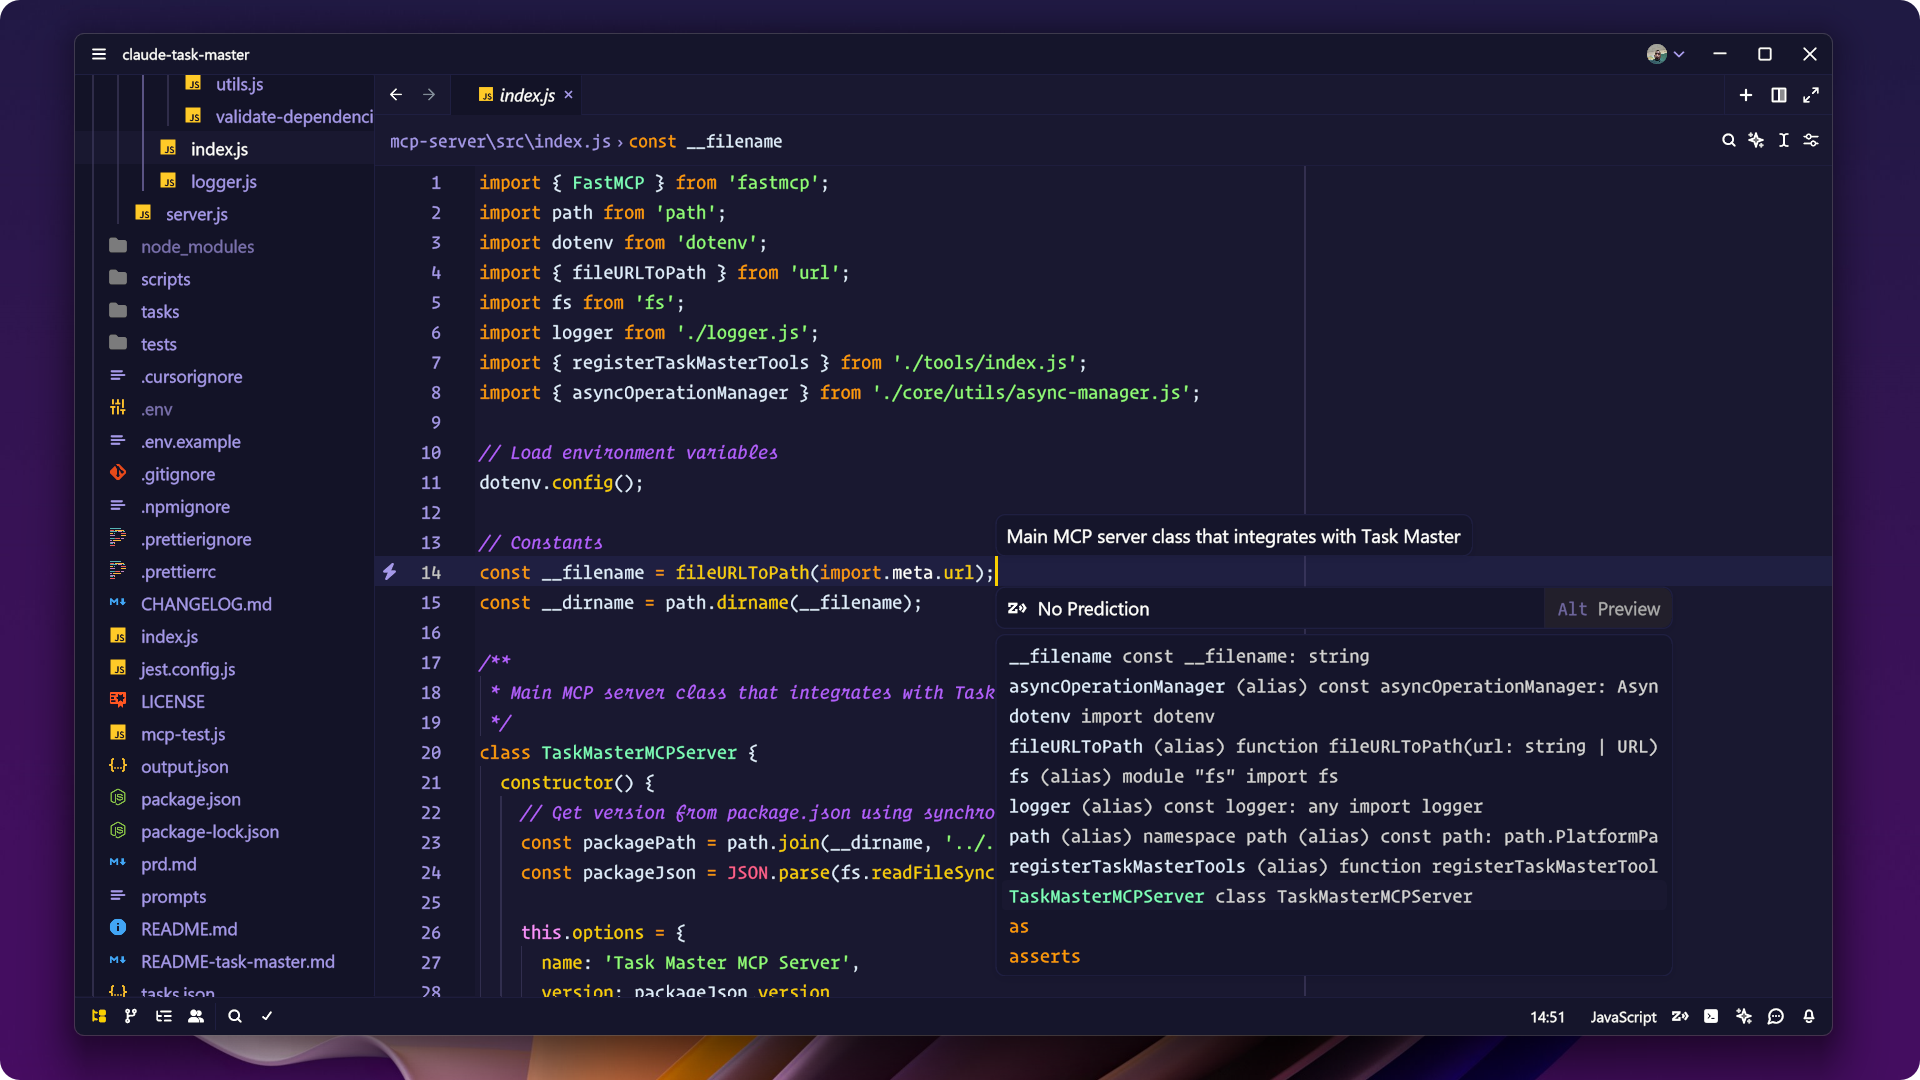 claude-task-master
utils.js
validate-dependenci
index.js
logger.js
server.js
node_modules
scripts
tasks
tests
.cursorignore
.env
.env.example
.gitignore
.npmignore
.prettierignore
.prettierrc
CHANGELOG.md
index.js
jest.config.js
LICENSE
mcp-test.js
output.json
package.json
package-lock.json
prd.md
prompts
README.md
README-task-master.md
tasks.json
index.js
mcp-server\src\index.js › const __filename
1 import { FastMCP } from 'fastmcp';
2 import path from 'path';
3 import dotenv from 'dotenv';
4 import { fileURLToPath } from 'url';
5 import fs from 'fs';
6 import logger from './logger.js';
7 import { registerTaskMasterTools } from './tools/index.js';
8 import { asyncOperationManager } from './core/utils/async-manager.js';
9
10 // Load environment variables
11 dotenv.config();
12
13 // Constants
14 const __filename = fileURLToPath(import.meta.url);
15 const __dirname = path.dirname(__filename);
16
17 /**
18 * Main MCP server class that integrates with Task
19 */
20 class TaskMasterMCPServer {
21 constructor() {
22 // Get version from package.json using synchro
23 const packagePath = path.join(__dirname, '../.
24 const packageJson = JSON.parse(fs.readFileSync
25
26 this.options = {
27 name: 'Task Master MCP Server',
28 version: packageJson.version
Main MCP server class that integrates with Task Master
No Prediction
Alt Preview
__filename const __filename: string
asyncOperationManager (alias) const asyncOperationManager: Asyn
dotenv import dotenv
fileURLToPath (alias) function fileURLToPath(url: string | URL)
fs (alias) module "fs" import fs
logger (alias) const logger: any import logger
path (alias) namespace path (alias) const path: path.PlatformPa
registerTaskMasterTools (alias) function registerTaskMasterTool
TaskMasterMCPServer class TaskMasterMCPServer
as
asserts
14:51
JavaScript